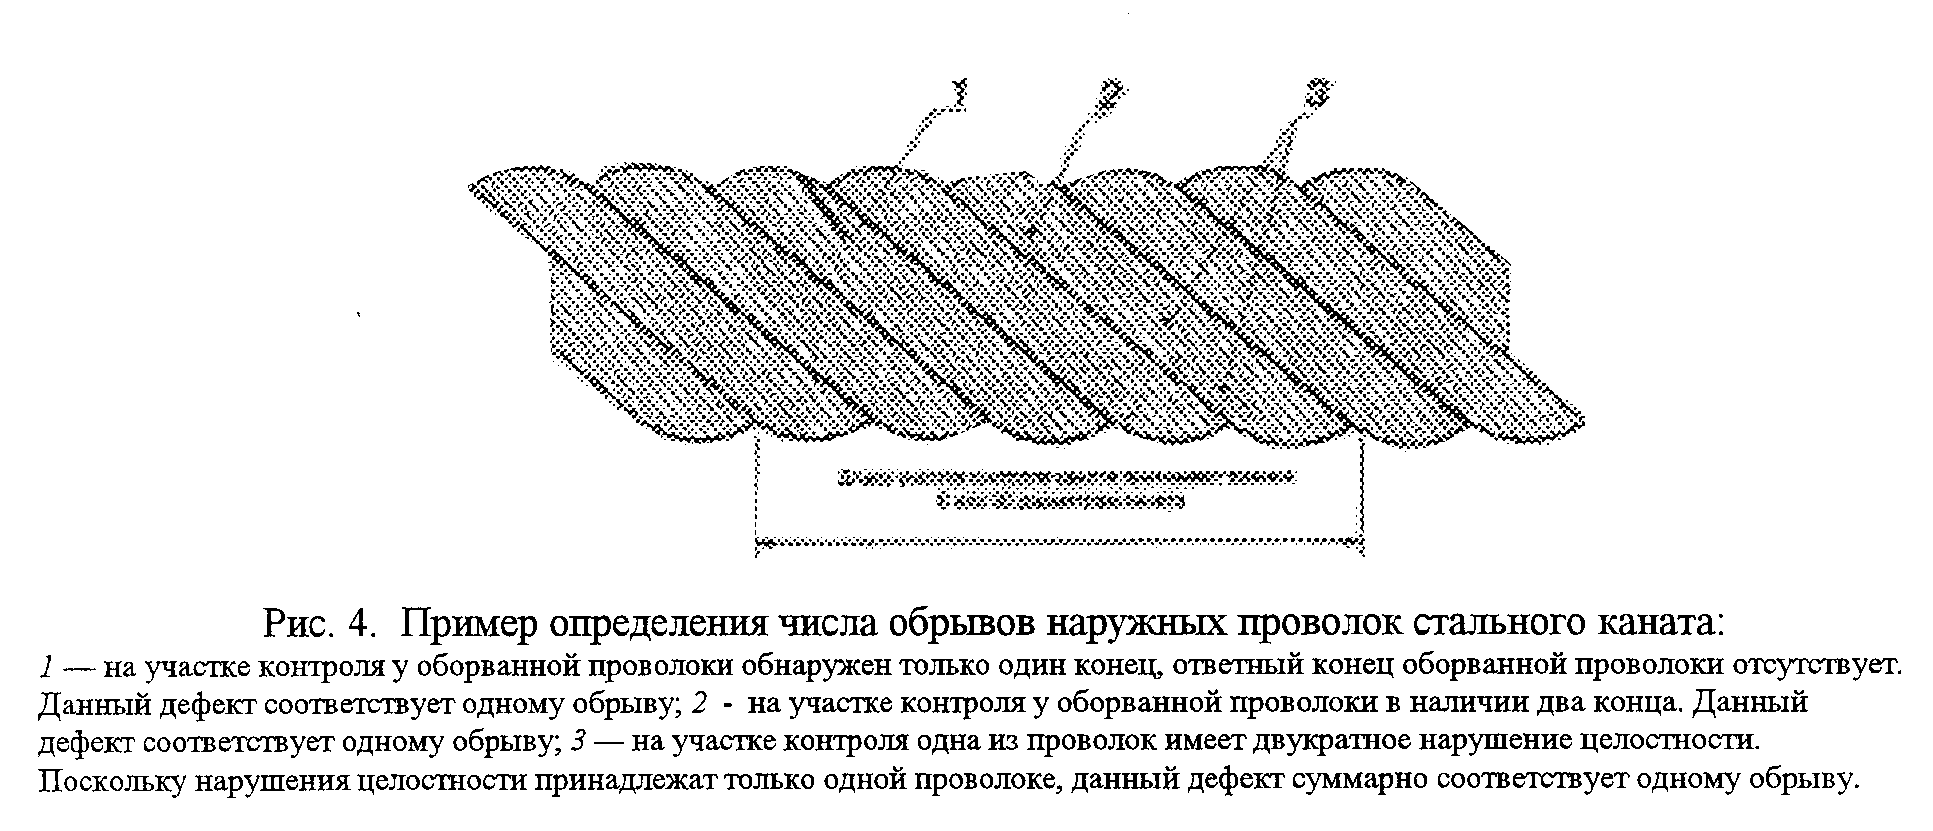 1 2 3
Рис. 4. Пример определения числа обрывов наружных проволок стального каната:
1 — на участке контроля у оборванной проволоки обнаружен только один конец, ответный конец оборванной проволоки отсутствует.
Данный дефект соответствует одному обрыву; 2 - на участке контроля у оборванной проволоки в наличии два конца. Данный
дефект соответствует одному обрыву; 3 — на участке контроля одна из проволок имеет двукратное нарушение целостности.
Поскольку нарушения целостности принадлежат только одной проволоке, данный дефект суммарно соответствует одному обрыву.